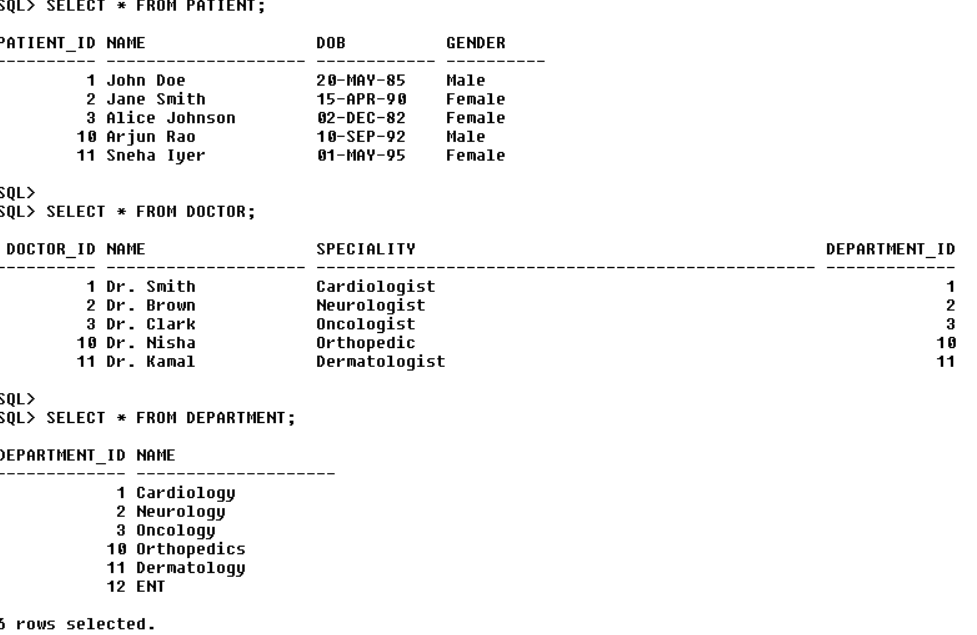 SQL> SELECT * FROM PATIENT;
PATIENT_ID NAME                 DOB          GENDER
---------- -------------------- ------------ ----------
         1 John Doe             20-MAY-85    Male
         2 Jane Smith           15-APR-90    Female
         3 Alice Johnson        02-DEC-82    Female
        10 Arjun Rao            10-SEP-92    Male
        11 Sneha Iyer           01-MAY-95    Female
SQL>
SQL> SELECT * FROM DOCTOR;
 DOCTOR_ID NAME                 SPECIALITY                                         DEPARTMENT_ID
---------- -------------------- -------------------------------------------------- -------------
         1 Dr. Smith            Cardiologist                                                   1
         2 Dr. Brown            Neurologist                                                    2
         3 Dr. Clark            Oncologist                                                     3
        10 Dr. Nisha            Orthopedic                                                    10
        11 Dr. Kamal            Dermatologist                                                 11
SQL>
SQL> SELECT * FROM DEPARTMENT;
DEPARTMENT_ID NAME
------------- --------------------
            1 Cardiology
            2 Neurology
            3 Oncology
           10 Orthopedics
           11 Dermatology
           12 ENT
6 rows selected.